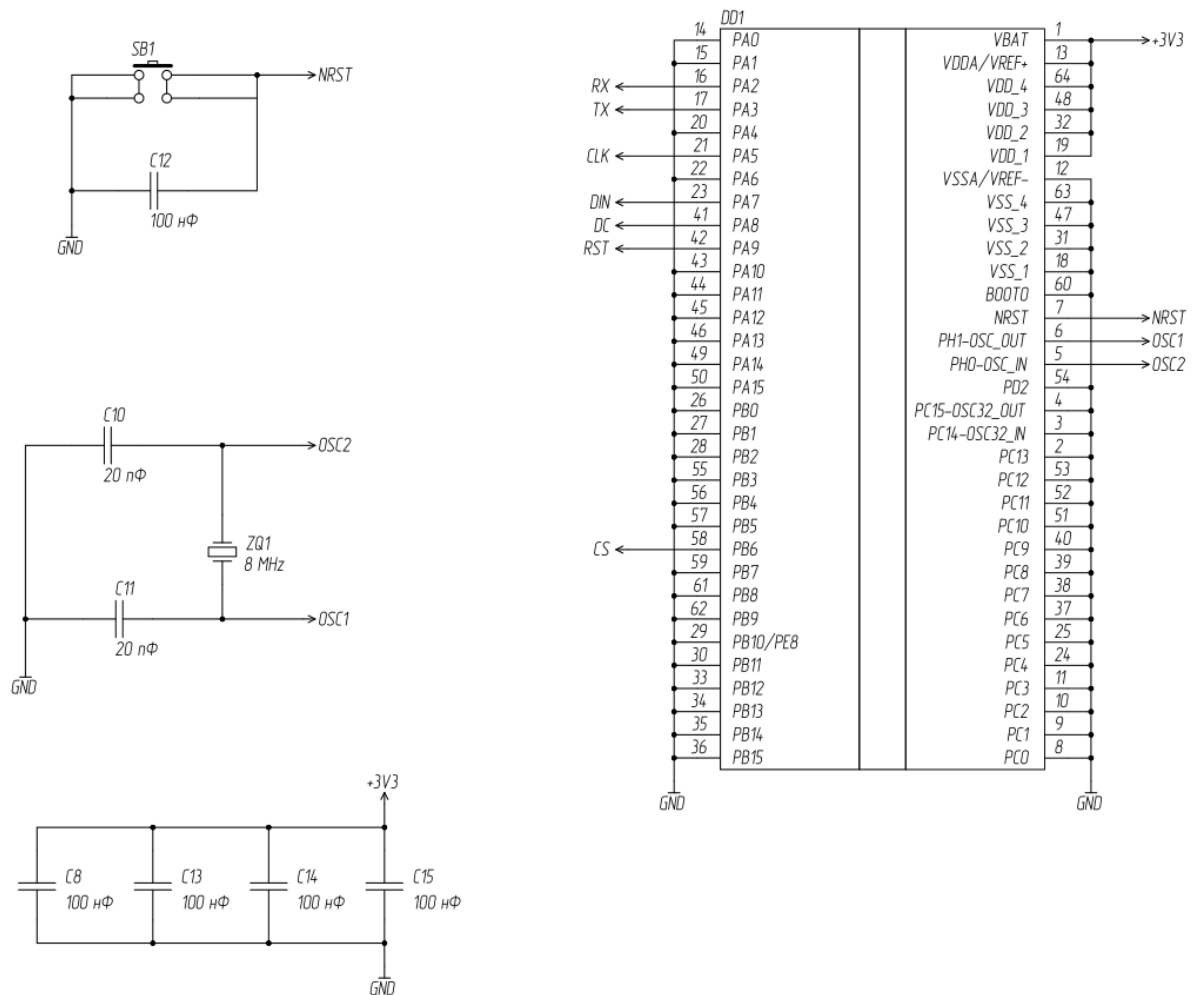 SB1
NRST
C12
100 нФ
GND
C10
OSC2
20 пФ
ZQ1
8 MHz
C11
OSC1
20 пФ
GND
+3V3
C8
100 нФ
C13
100 нФ
C14
100 нФ
C15
100 нФ
GND
DD1
14 PA0 VBAT 1 +3V3
15 PA1 VDDA/VREF+ 13
RX 16 PA2 VDD_4 64
TX 17 PA3 VDD_3 48
20 PA4 VDD_2 32
CLK 21 PA5 VDD_1 19
22 PA6 VSSA/VREF- 12
DIN 23 PA7 VSS_4 63
DC 41 PA8 VSS_3 47
RST 42 PA9 VSS_2 31
43 PA10 VSS_1 18
44 PA11 BOOT0 60
45 PA12 NRST 7 NRST
46 PA13 PH1-OSC_OUT 6 OSC1
49 PA14 PH0-OSC_IN 5 OSC2
50 PA15 PD2 54
26 PB0 PC15-OSC32_OUT 4
27 PB1 PC14-OSC32_IN 3
28 PB2 PC13 2
55 PB3 PC12 53
56 PB4 PC11 52
57 PB5 PC10 51
CS 58 PB6 PC9 40
59 PB7 PC8 39
61 PB8 PC7 38
62 PB9 PC6 37
29 PB10/PE8 PC5 25
30 PB11 PC4 24
33 PB12 PC3 11
34 PB13 PC2 10
35 PB14 PC1 9
36 PB15 PC0 8
GND GND